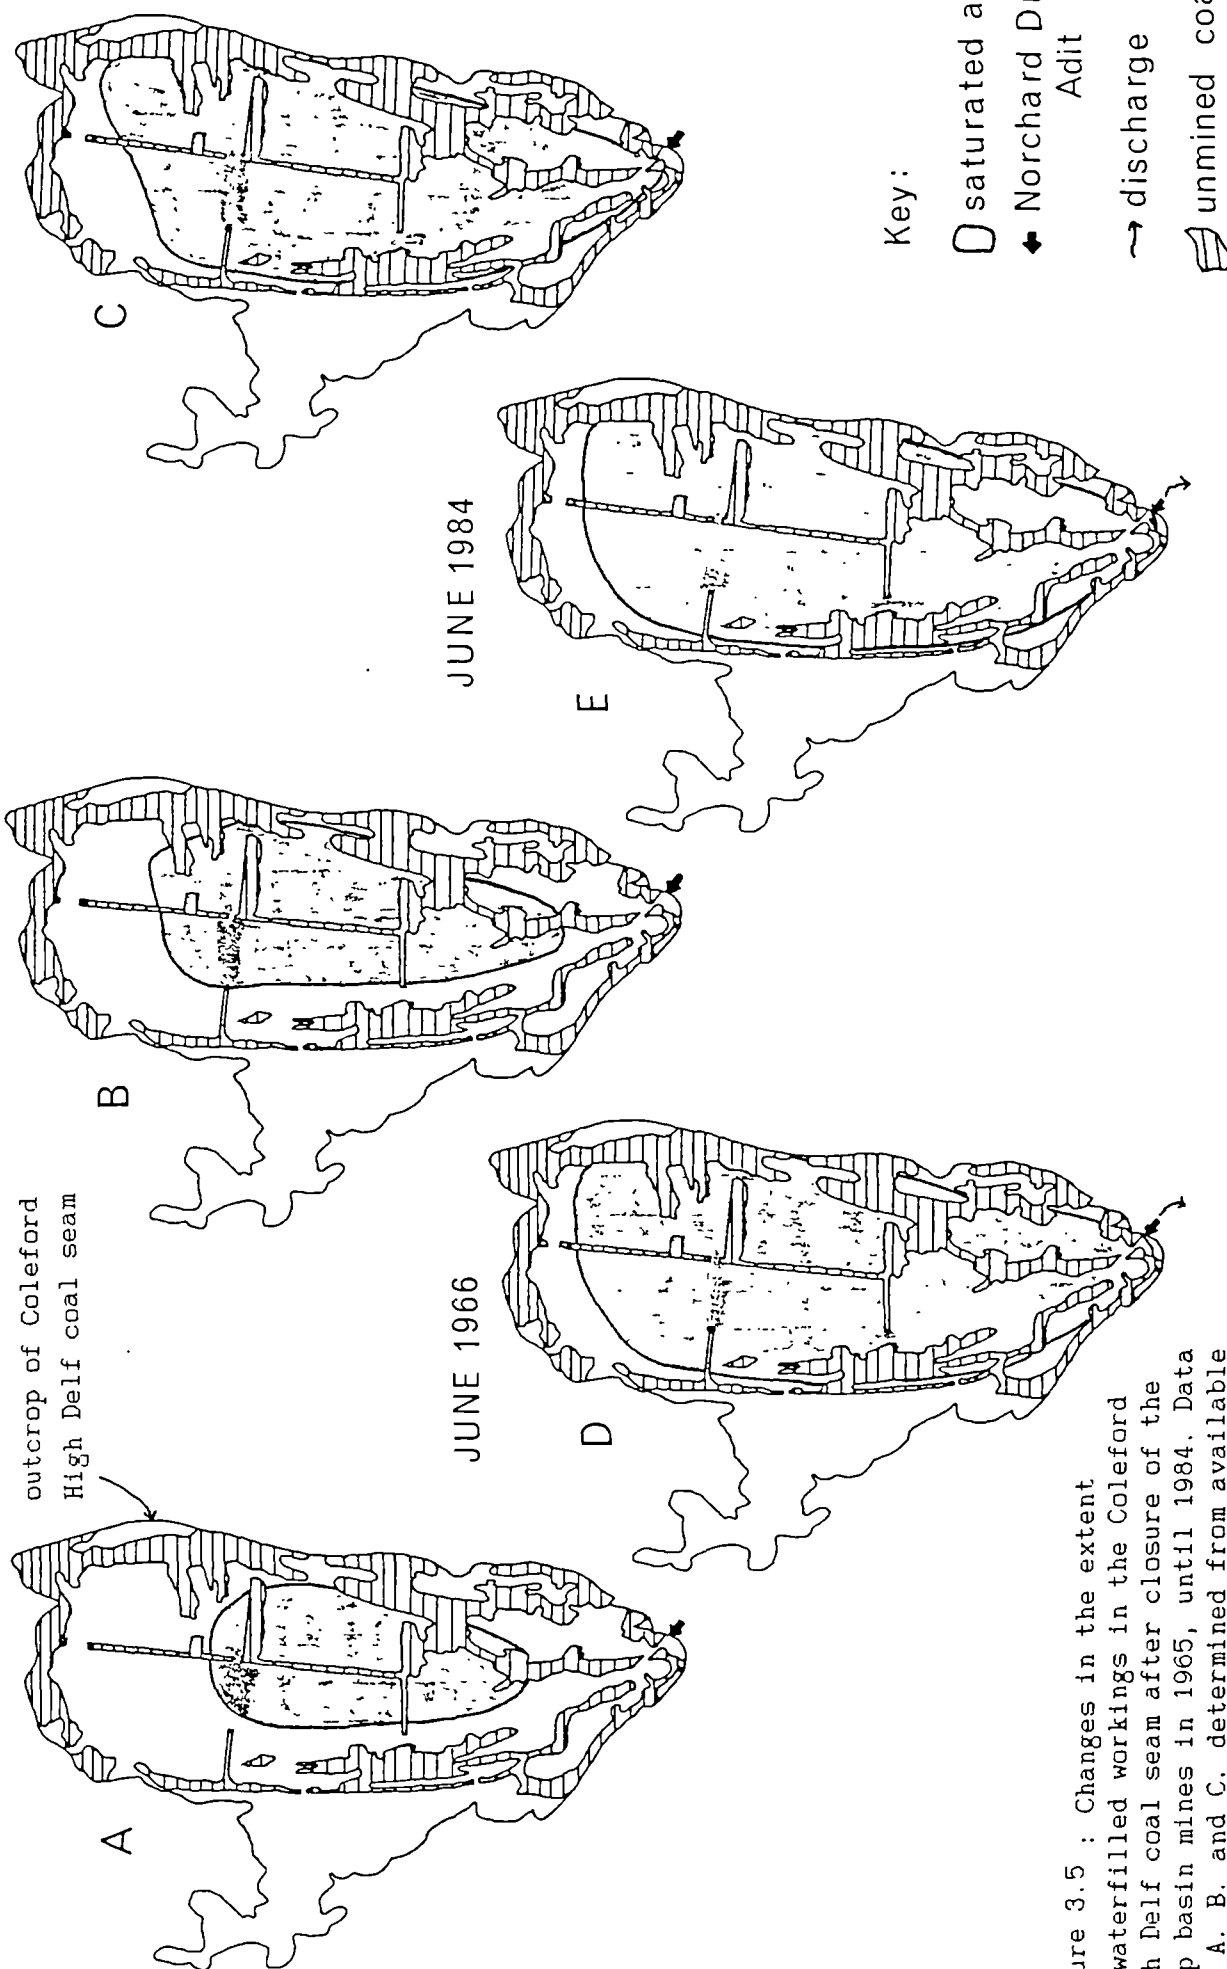 outcrop of Coleford
High Delf coal seam
A
B
C
JUNE 1966
D
JUNE 1984
E
Key:
saturated
Norchard
Adit
discharge
unmined
3.5 : Changes in the extent
waterfilled workings in the Coleford
Delf coal seam after closure of the
basin mines in 1965, until 1984. Data
A. B. and C. determined from available